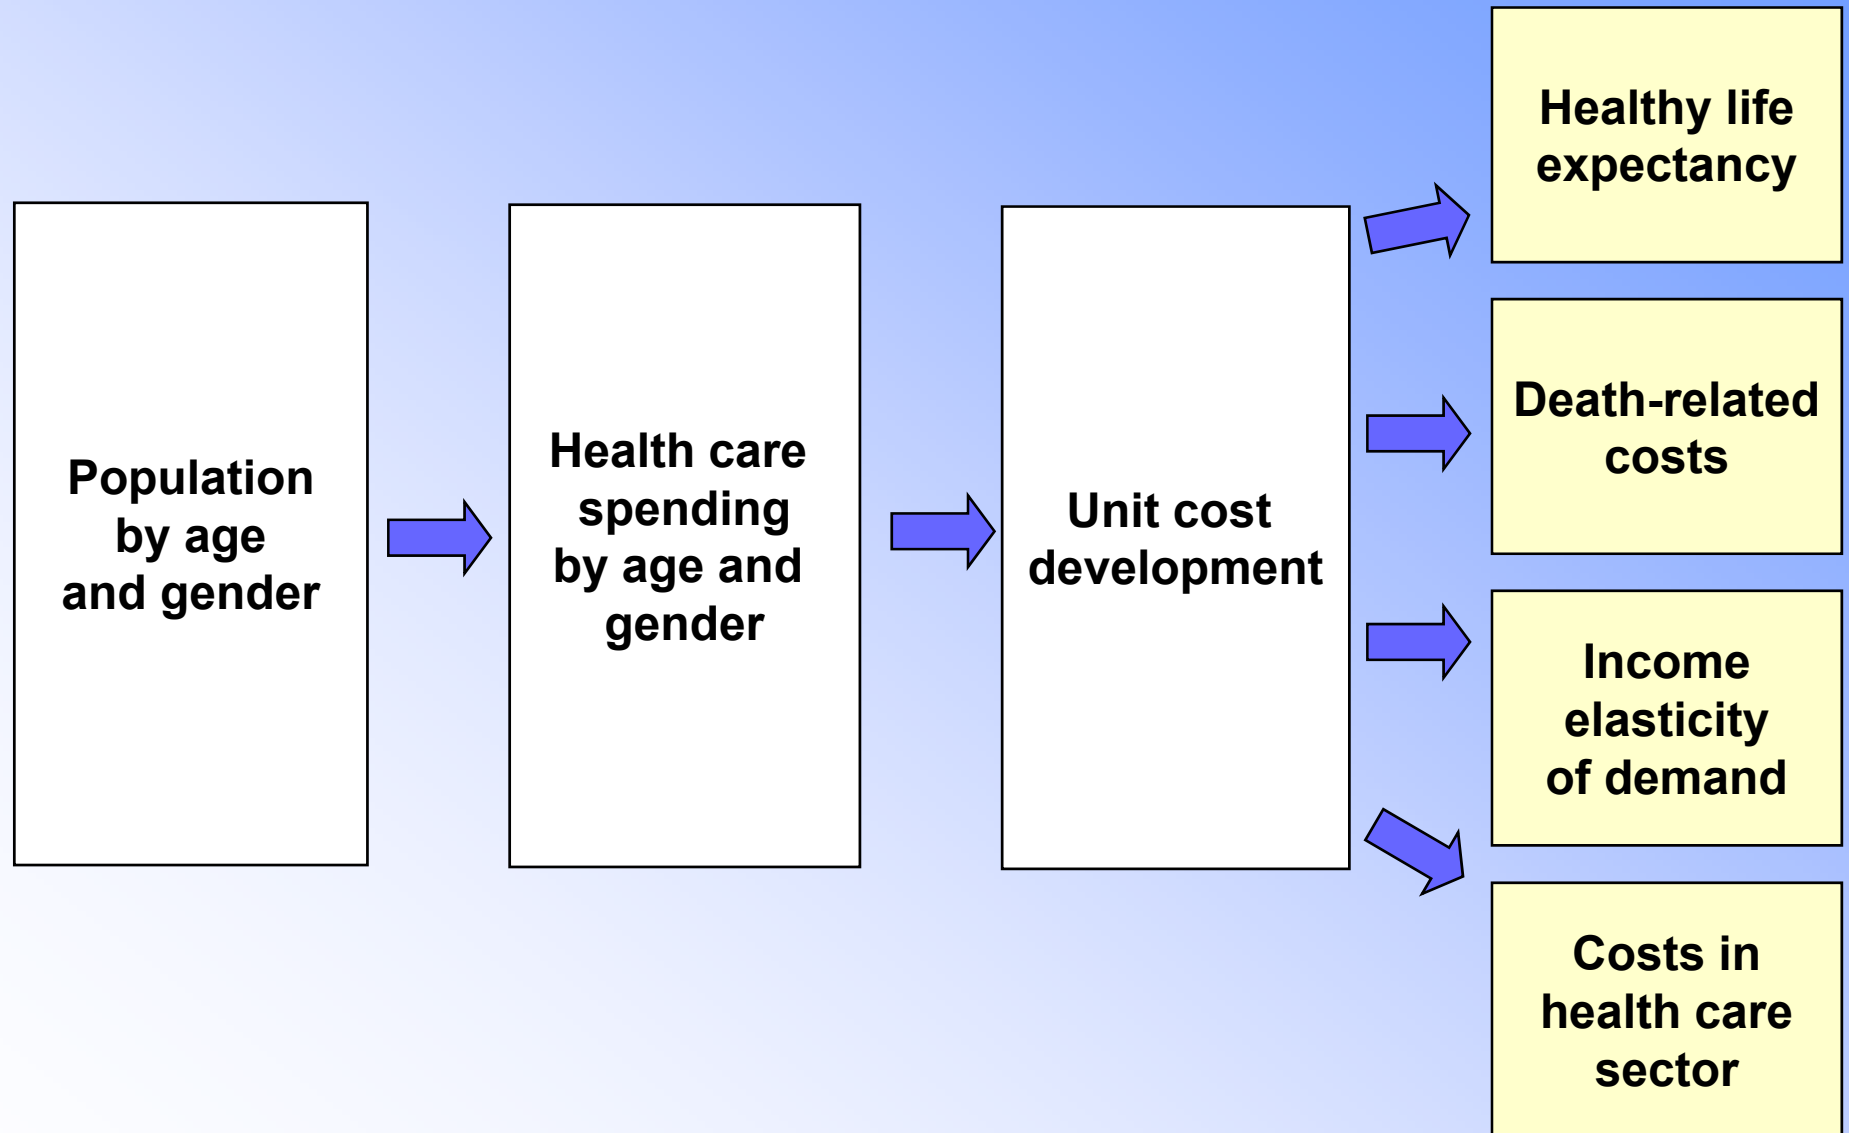 Population
by age
and gender
Health care
spending
by age and
gender
Unit cost
development
Healthy life
expectancy
Death-related
costs
Income
elasticity
of demand
Costs in
health care
sector